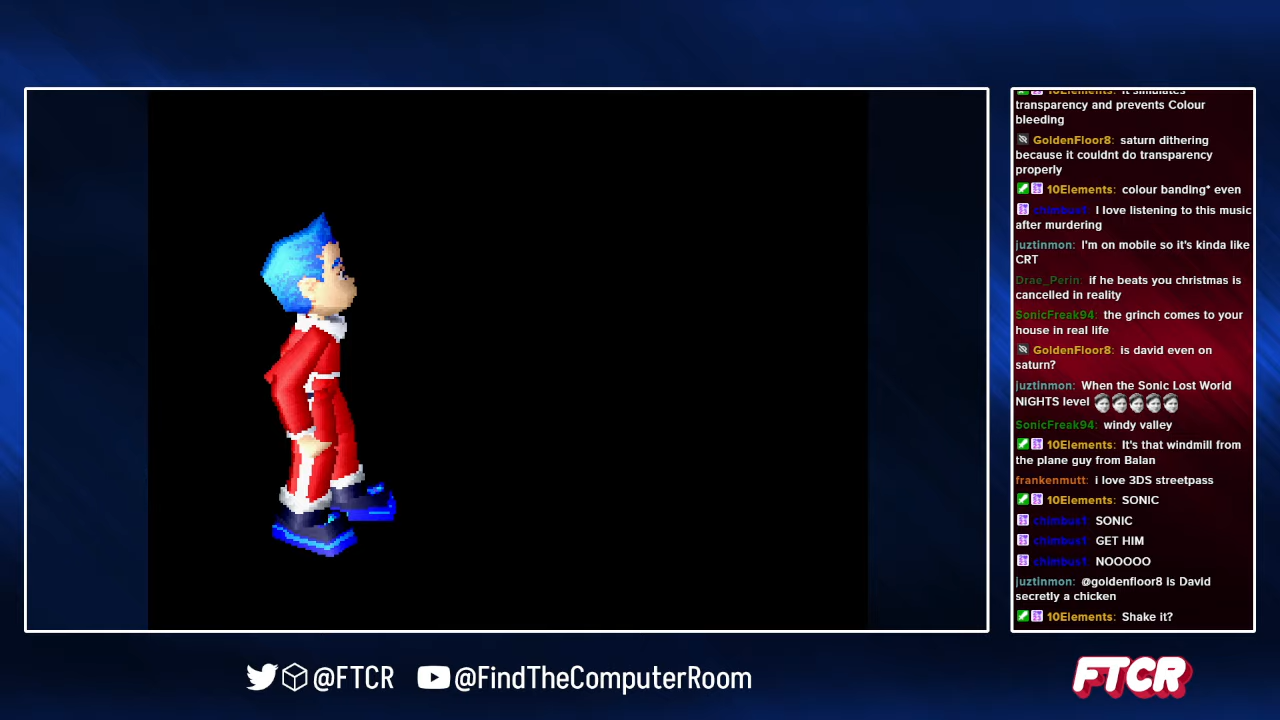 10Elements: It simulates
transparency and prevents Colour
bleeding
GoldenFloor8: saturn dithering
because it couldnt do transparency
properly
10Elements: colour banding* even
chimbus1 I love listening to this music
after murdering
juztinmon: I'm on mobile so it's kinda like
CRT
Drae_Perin: if he beats you christmas is
cancelled in reality
SonicFreak94: the grinch comes to your
house in real life
GoldenFloor8: is david even on
saturn?
juztinmon: When the Sonic Lost World
NiGHTS level
SonicFreak94: windy valley
10Elements: It's that windmill from
the plane guy from Balan
frankenmutt: i love 3DS streetpass
10Elements: SONIC
SONIC
GET HIM
NOOOOO
juztinmon: @goldenfloor8 Is David
secretly a chicken
10Elements: Shake it?
@FTCR @FindTheComputerRoom
FTCR